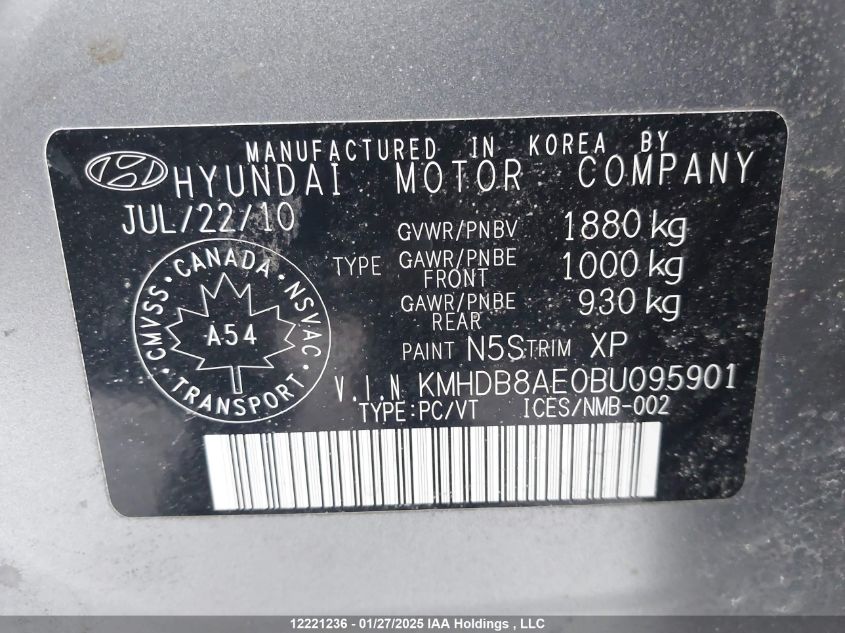 MANUFACTURED IN KOREA BY
HYUNDAI MOTOR COMPANY
JUL/22/10
GVWR/PNBV 1880 kg
TYPE GAWR/PNBE FRONT 1000 kg
GAWR/PNBE REAR 930 kg
PAINT N5S TRIM XP
V.I.N KMHDB8AE0BU095901
TYPE:PC/VT ICES/NMB-002
CANADA
CMVSS
NSVAC
A54
TRANSPORT
12221236 - 01/27/2025 IAA Holdings , LLC